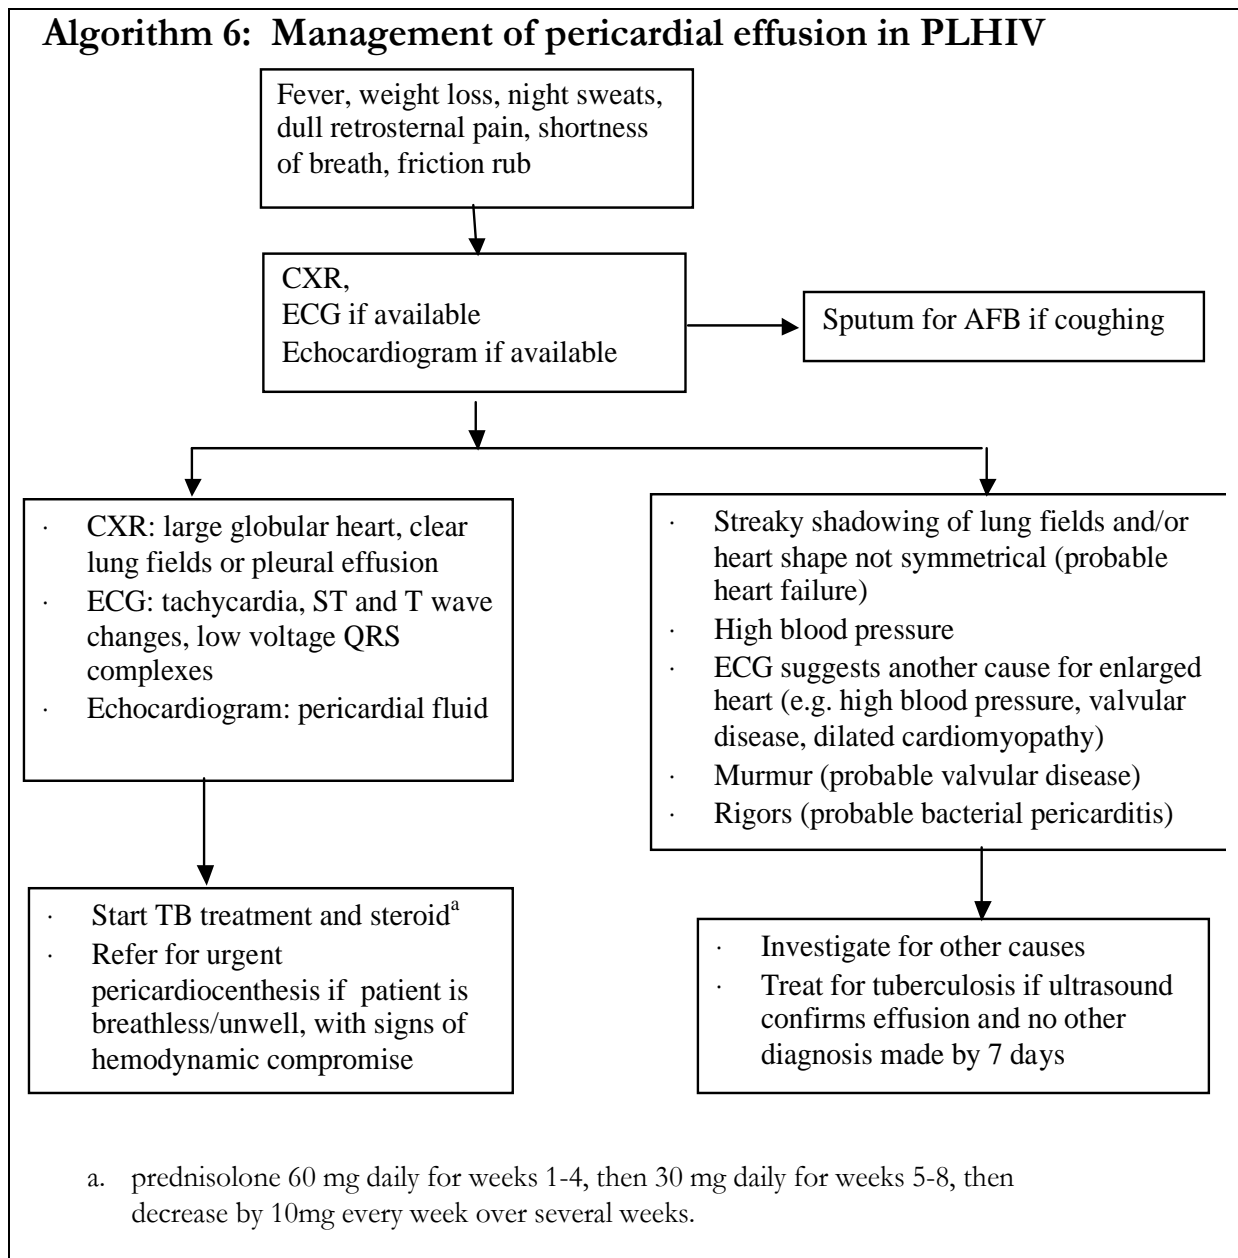 Algorithm 6: Management of pericardial effusion in PLHIV
Fever, weight loss, night sweats,
dull retrosternal pain, shortness
of breath, friction rub
CXR,
ECG if available
Echocardiogram if available
Sputum for AFB if coughing
· CXR: large globular heart, clear
lung fields or pleural effusion
· ECG: tachycardia, ST and T wave
changes, low voltage QRS
complexes
· Echocardiogram: pericardial fluid
· Streaky shadowing of lung fields and/or
heart shape not symmetrical (probable
heart failure)
· High blood pressure
· ECG suggests another cause for enlarged
heart (e.g. high blood pressure, valvular
disease, dilated cardiomyopathy)
· Murmur (probable valvular disease)
· Rigors (probable bacterial pericarditis)
· Start TB treatment and steroidᵃ
· Refer for urgent
pericardiocenthesis if patient is
breathless/unwell, with signs of
hemodynamic compromise
· Investigate for other causes
· Treat for tuberculosis if ultrasound
confirms effusion and no other
diagnosis made by 7 days
a. prednisolone 60 mg daily for weeks 1-4, then 30 mg daily for weeks 5-8, then
decrease by 10mg every week over several weeks.